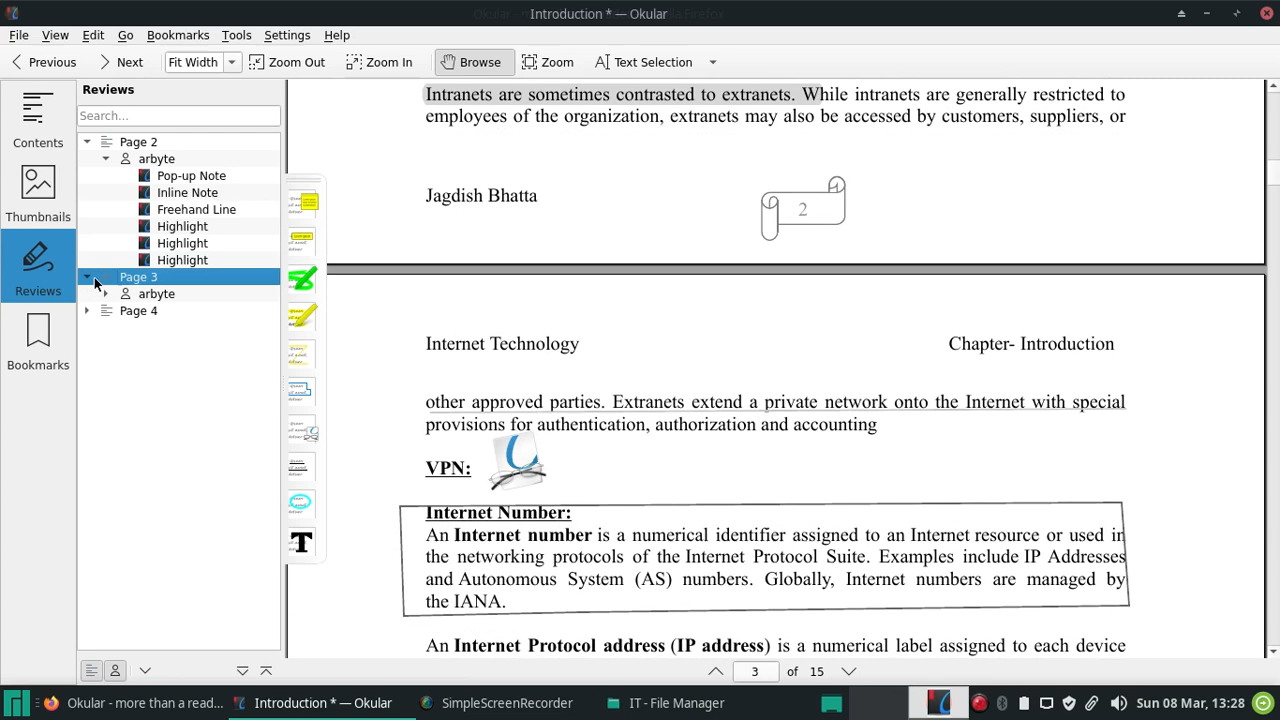 Introduction * — Okular
File View Edit Go Bookmarks Tools Settings Help
Previous Next Fit Width Zoom Out Zoom In Browse Zoom Text Selection
Reviews
Search...
Contents
Thumbnails
Reviews
Bookmarks
Page 2
arbyte
Pop-up Note
Inline Note
Freehand Line
Highlight
Highlight
Highlight
Page 3
arbyte
Page 4
T
Intranets are sometimes contrasted to extranets. While intranets are generally restricted to
employees of the organization, extranets may also be accessed by customers, suppliers, or
Jagdish Bhatta
2
Internet Technology Chapter- Introduction
other approved parties. Extranets extend a private network onto the Internet with special
provisions for authentication, authorization and accounting
VPN:
Internet Number:
An Internet number is a numerical identifier assigned to an Internet resource or used in
the networking protocols of the Internet Protocol Suite. Examples include IP Addresses
and Autonomous System (AS) numbers. Globally, Internet numbers are managed by
the IANA.
An Internet Protocol address (IP address) is a numerical label assigned to each device
3 of 15
Okular - more than a read... Introduction * — Okular SimpleScreenRecorder IT - File Manager Sun 08 Mar, 13:28